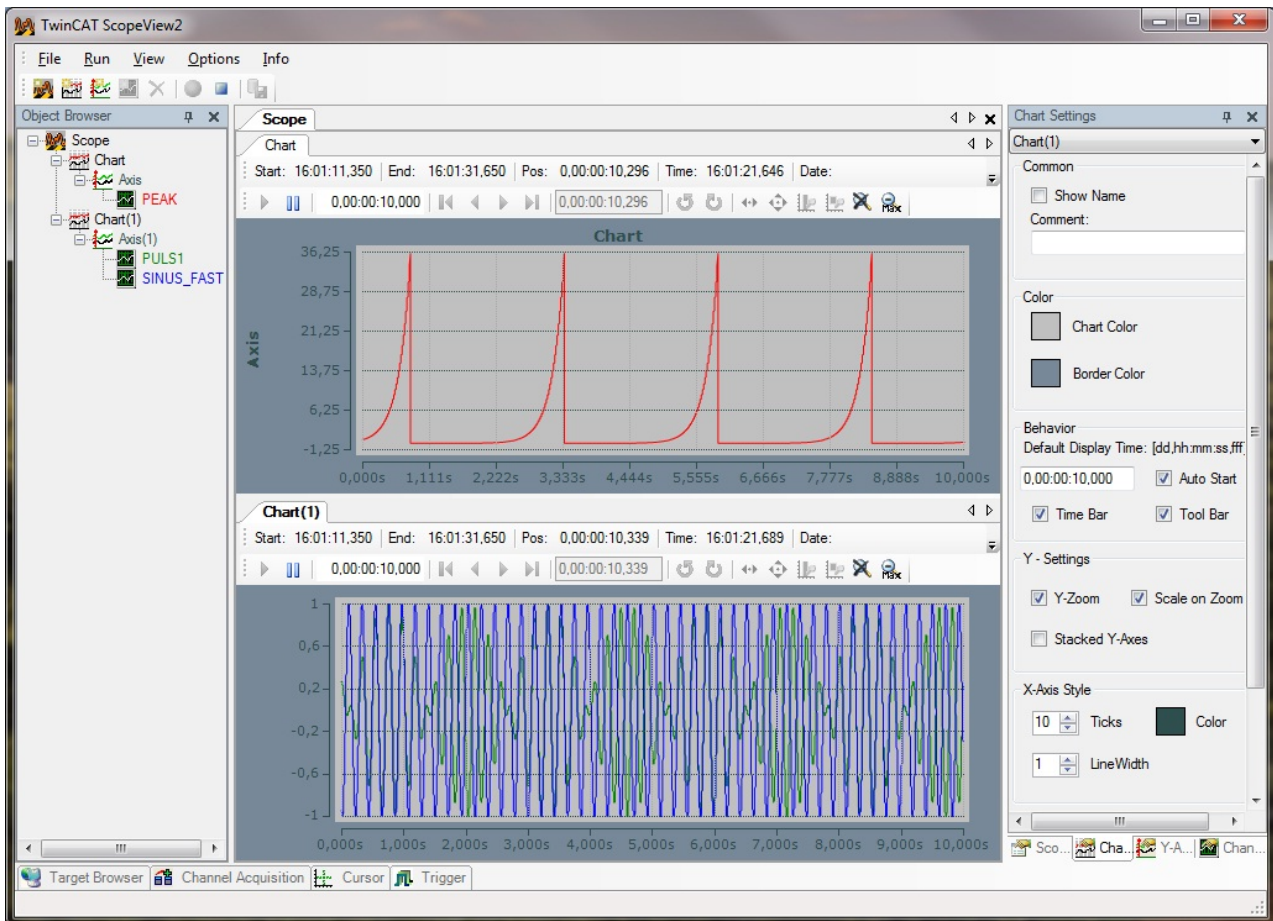 TwinCAT ScopeView2
File Run View Options Info
Object Browser
Scope
Chart
Axis
PEAK
Chart(1)
Axis(1)
PULS1
SINUS_FAST
Scope
Chart
Start: 16:01:11,350 End: 16:01:31,650 Pos: 0,00:00:10,296 Time: 16:01:21,646 Date:
0,00:00:10,000 0,00:00:10,296 Max
Chart
36,25
28,75
21,25
13,75
6,25
-1,25
Axis
0,000s 1,111s 2,222s 3,333s 4,444s 5,555s 6,666s 7,777s 8,888s 10,000s
Chart(1)
Start: 16:01:11,350 End: 16:01:31,650 Pos: 0,00:00:10,339 Time: 16:01:21,689 Date:
0,00:00:10,000 0,00:00:10,339 Max
1
0,6
0,2
-0,2
-0,6
-1
0,000s 1,000s 2,000s 3,000s 4,000s 5,000s 6,000s 7,000s 8,000s 9,000s 10,000s
Chart Settings
Chart(1)
Common
Show Name
Comment:
Color
Chart Color
Border Color
Behavior
Default Display Time: [dd,hh:mm:ss,fff
0,00:00:10,000 Auto Start
Time Bar Tool Bar
Y - Settings
Y-Zoom Scale on Zoom
Stacked Y-Axes
X-Axis Style
10 Ticks Color
1 LineWidth
Sco... Cha... Y-A... Chan...
Target Browser Channel Acquisition Cursor Trigger